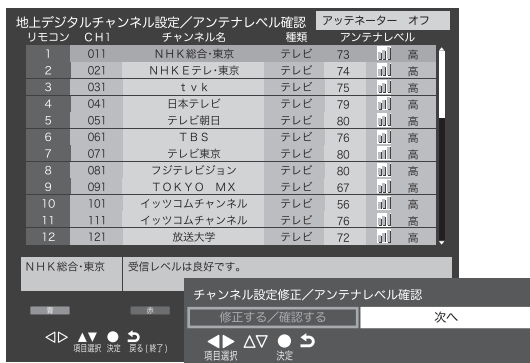 地上デジタルチャンネル設定／アンテナレベル確認 アッテネーター オフ
リモコン CH1 チャンネル名 種類 アンテナレベル
1 011 NHK総合・東京 テレビ 73 高
2 021 NHKEテレ・東京 テレビ 74 高
3 031 tvk テレビ 75 高
4 041 日本テレビ テレビ 79 高
5 051 テレビ朝日 テレビ 80 高
6 061 TBS テレビ 76 高
7 071 テレビ東京 テレビ 80 高
8 081 フジテレビジョン テレビ 80 高
9 091 TOKYO MX テレビ 67 高
10 101 イッツコムチャンネル テレビ 56 高
11 111 イッツコムチャンネル テレビ 76 高
12 121 放送大学 テレビ 72 高
NHK総合・東京 受信レベルは良好です。
青 赤
項目選択 決定 戻る(終了)
チャンネル設定修正／アンテナレベル確認
修正する／確認する 次へ
項目選択 決定